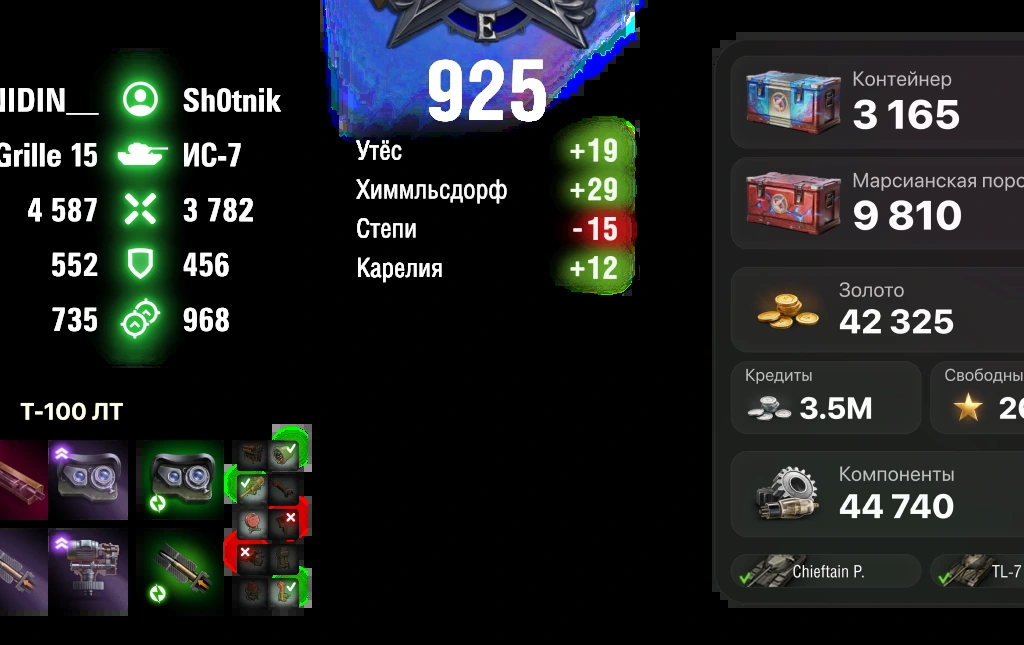 NIDIN__ Sh0tnik
Grille 15 ИС-7
4 587 3 782
552 456
735 968
Т-100 ЛТ
E
925
Утёс +19
Химмльсдорф +29
Степи -15
Карелия +12
Контейнер
3 165
Марсианская
9 810
Золото
42 325
Кредиты
3.5M
Компоненты
44 740
Chieftain P.
TL-7